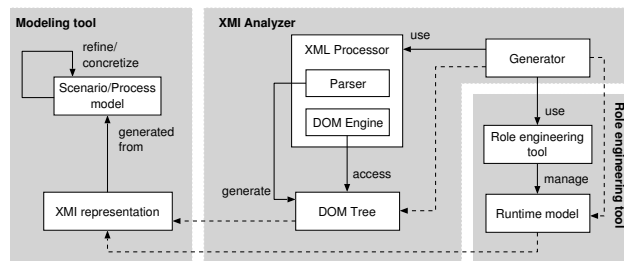 Modeling tool
XMI Analyzer
refine/
concretize
Scenario/Process
model
generated
from
XMI representation
XML Processor
Parser
DOM Engine
use
Generator
access
generate
DOM Tree
use
Role engineering
tool
manage
Runtime model
Role engineering tool